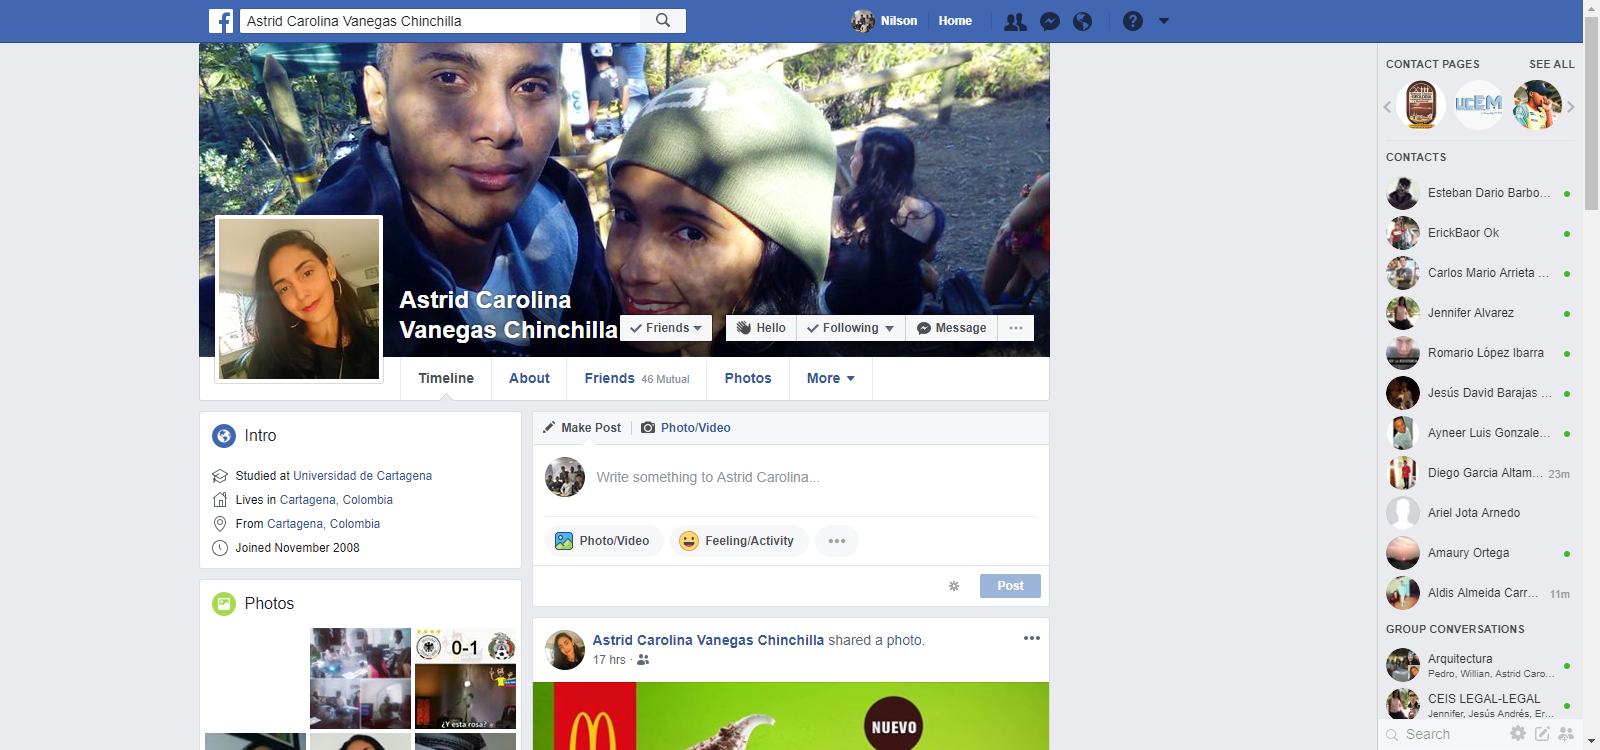 Astrid Carolina Vanegas Chinchilla
Nilson
Home
Astrid Carolina
Vanegas Chinchilla
Friends
Hello
Following
Message
Timeline
About
Friends 46 Mutual
Photos
More
Intro
Studied at Universidad de Cartagena
Lives in Cartagena, Colombia
From Cartagena, Colombia
Joined November 2008
Photos
0-1
¿Y esta rosa?
Make Post
Photo/Video
Write something to Astrid Carolina...
Photo/Video
Feeling/Activity
Post
Astrid Carolina Vanegas Chinchilla shared a photo.
17 hrs
NUEVO
CONTACT PAGES
SEE ALL
UCEM
CONTACTS
Esteban Dario Barbo...
ErickBaor Ok
Carlos Mario Arrieta ...
Jennifer Alvarez
Romario López Ibarra
Jesús David Barajas ...
Ayneer Luis Gonzale...
Diego Garcia Altam... 23m
Ariel Jota Arnedo
Amaury Ortega
Aldis Almeida Carr... 11m
GROUP CONVERSATIONS
Arquitectura
Pedro, Willian, Astrid Caro...
CEIS LEGAL-LEGAL
Jennifer, Jesús Andrés, Er...
Search